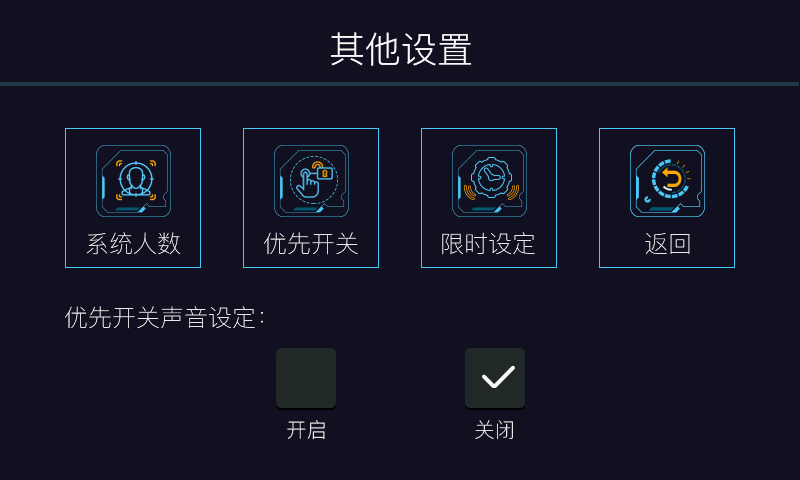 其他设置
系统人数
优先开关
限时设定
返回
优先开关声音设定:
开启
关闭